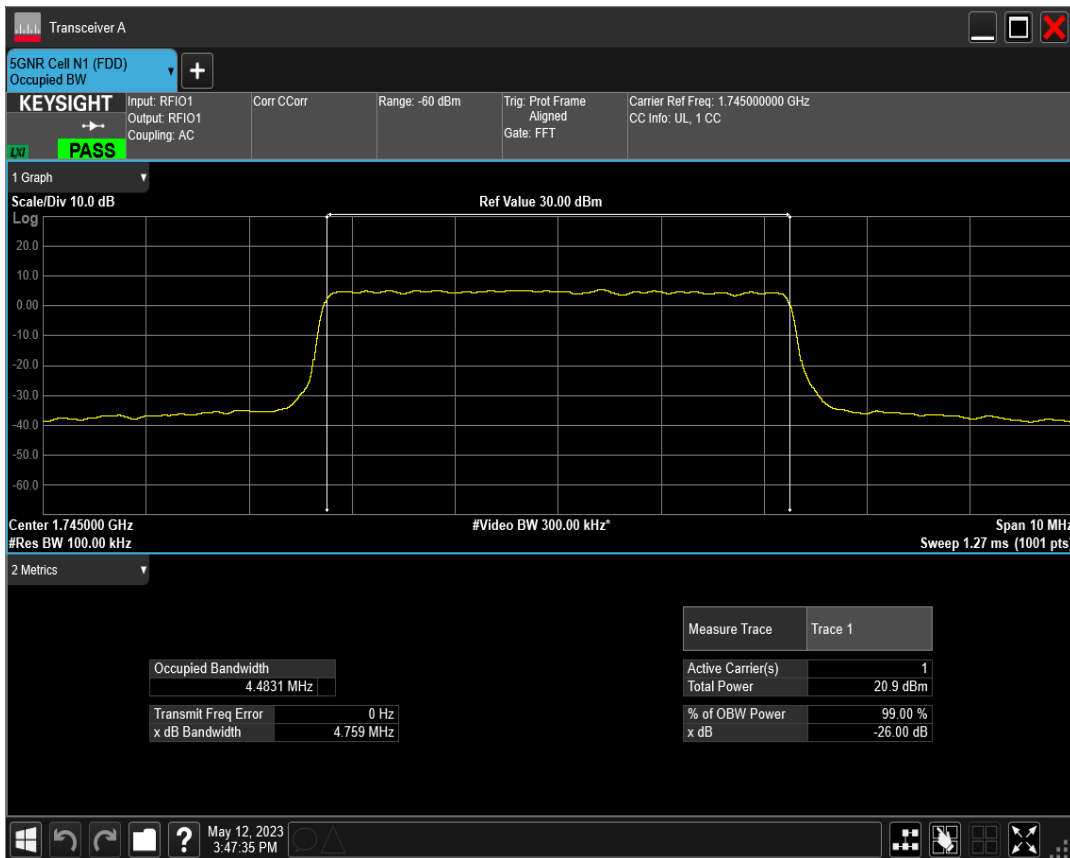 Transceiver A
5GNR Cell N1 (FDD)
Occupied BW
KEYSIGHT
LXI
PASS
Input: RFIO1
Output: RFIO1
Coupling: AC
Corr CCorr
Range: -60 dBm
Trig: Prot Frame
Aligned
Gate: FFT
Carrier Ref Freq: 1.745000000 GHz
CC Info: UL, 1 CC
1 Graph
Scale/Div 10.0 dB
Ref Value 30.00 dBm
Log
20.0
10.0
0.00
-10.0
-20.0
-30.0
-40.0
-50.0
-60.0
Center 1.745000 GHz
#Video BW 300.00 kHz*
Span 10 MHz
#Res BW 100.00 kHz
Sweep 1.27 ms (1001 pts)
2 Metrics
Measure Trace Trace 1
Occupied Bandwidth
4.4831 MHz
Active Carrier(s) 1
Total Power 20.9 dBm
Transmit Freq Error 0 Hz
x dB Bandwidth 4.759 MHz
% of OBW Power 99.00 %
x dB -26.00 dB
?
May 12, 2023
3:47:35 PM